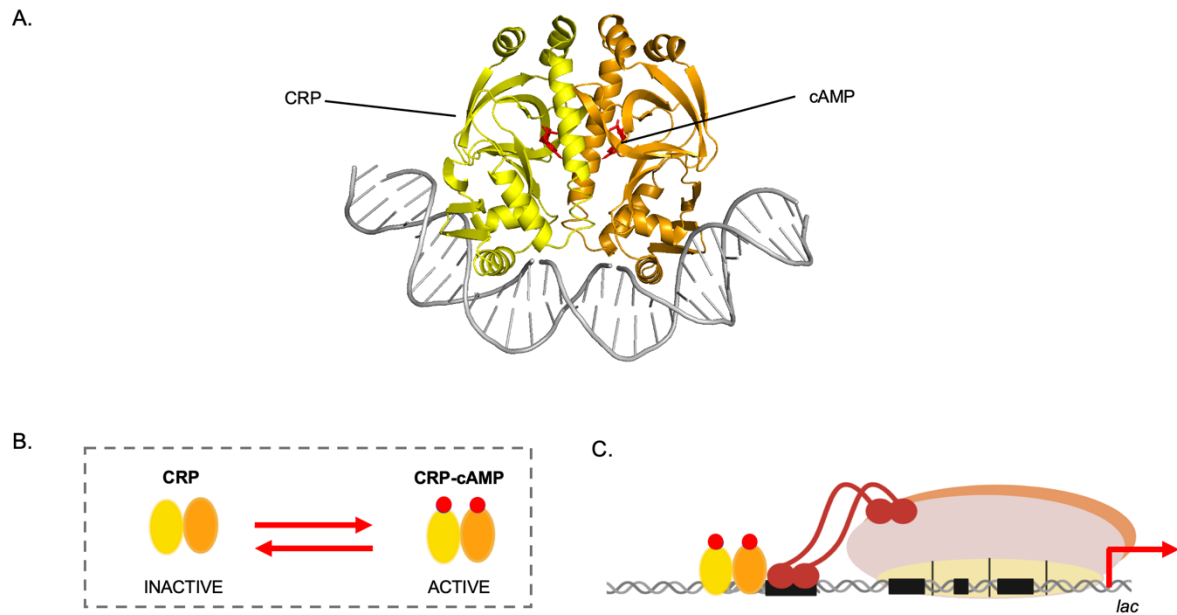 A.
CRP
cAMP
B.
CRP
CRP-cAMP
INACTIVE
ACTIVE
C.
lac